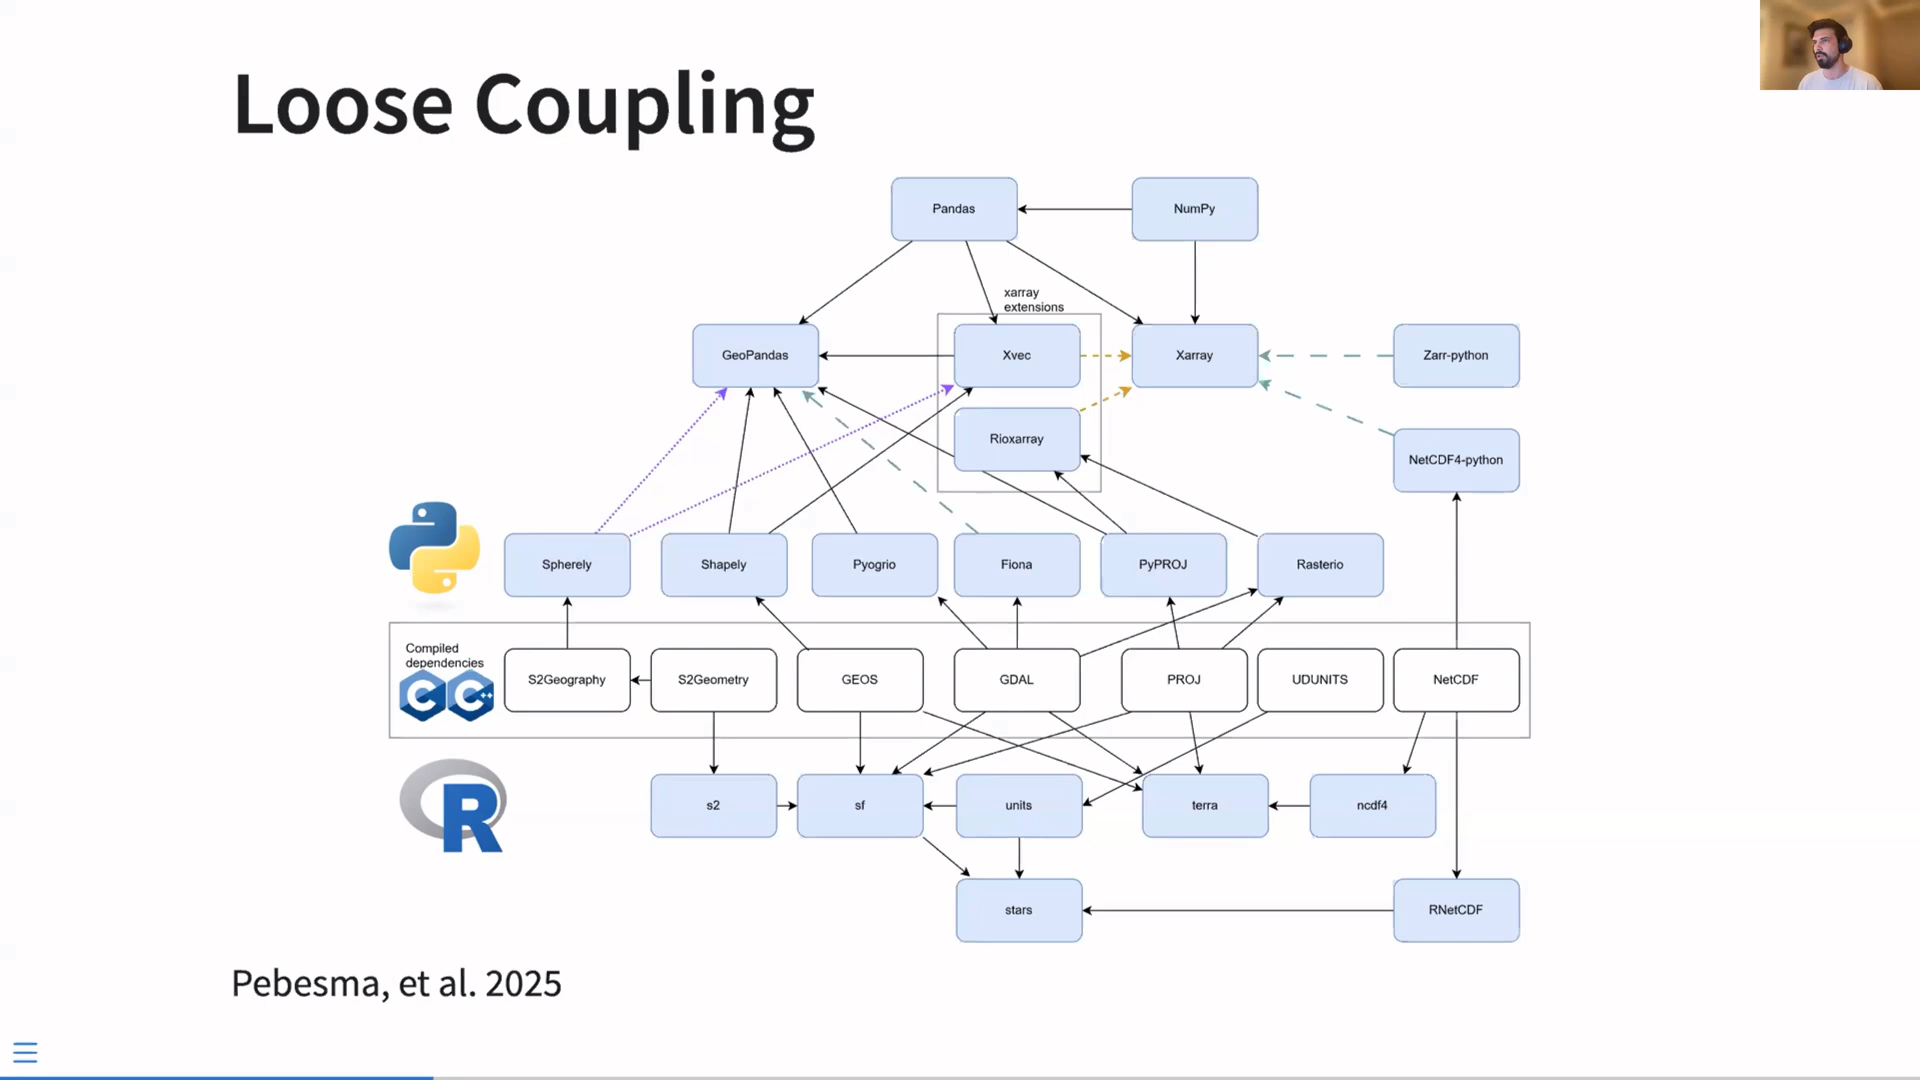 Loose Coupling
Pandas
NumPy
xarray
extensions
GeoPandas
Xvec
Xarray
Zarr-python
Rioxarray
NetCDF4-python
Spherely
Shapely
Pyogrio
Fiona
PyPROJ
Rasterio
Compiled
dependencies
C
C++
S2Geography
S2Geometry
GEOS
GDAL
PROJ
UDUNITS
NetCDF
R
s2
sf
units
terra
ncdf4
stars
RNetCDF
Pebesma, et al. 2025